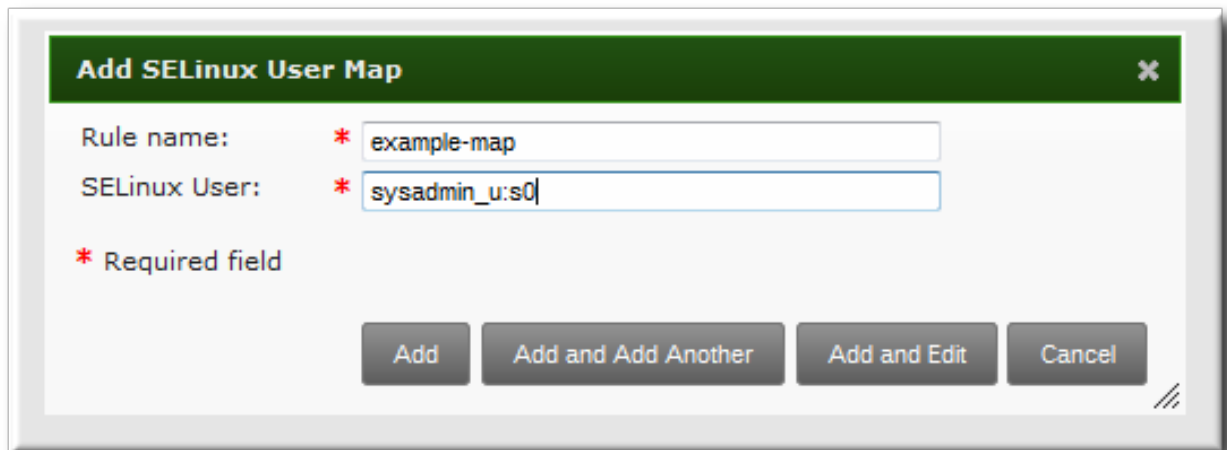 Add SELinux User Map
Rule name: * example-map
SELinux User: * sysadmin_u:s0
* Required field
Add Add and Add Another Add and Edit Cancel